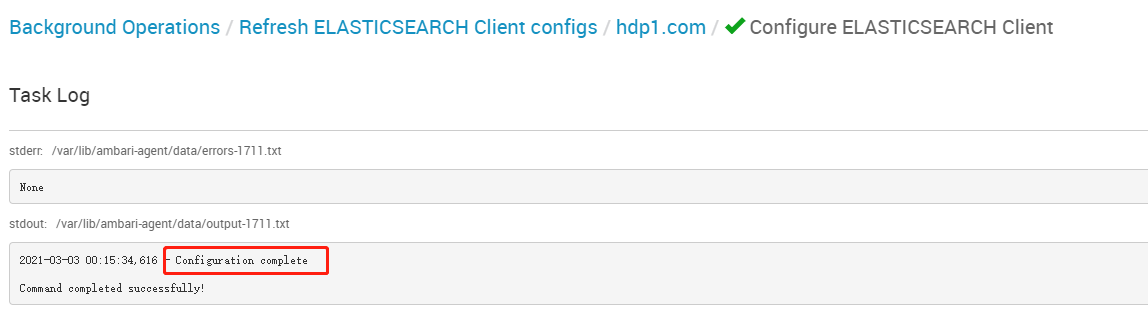 Background Operations / Refresh ELASTICSEARCH Client configs / hdp1.com / ✔ Configure ELASTICSEARCH Client
Task Log
stderr: /var/lib/ambari-agent/data/errors-1711.txt
None
stdout: /var/lib/ambari-agent/data/output-1711.txt
2021-03-03 00:15:34,616 - Configuration complete
Command completed successfully!